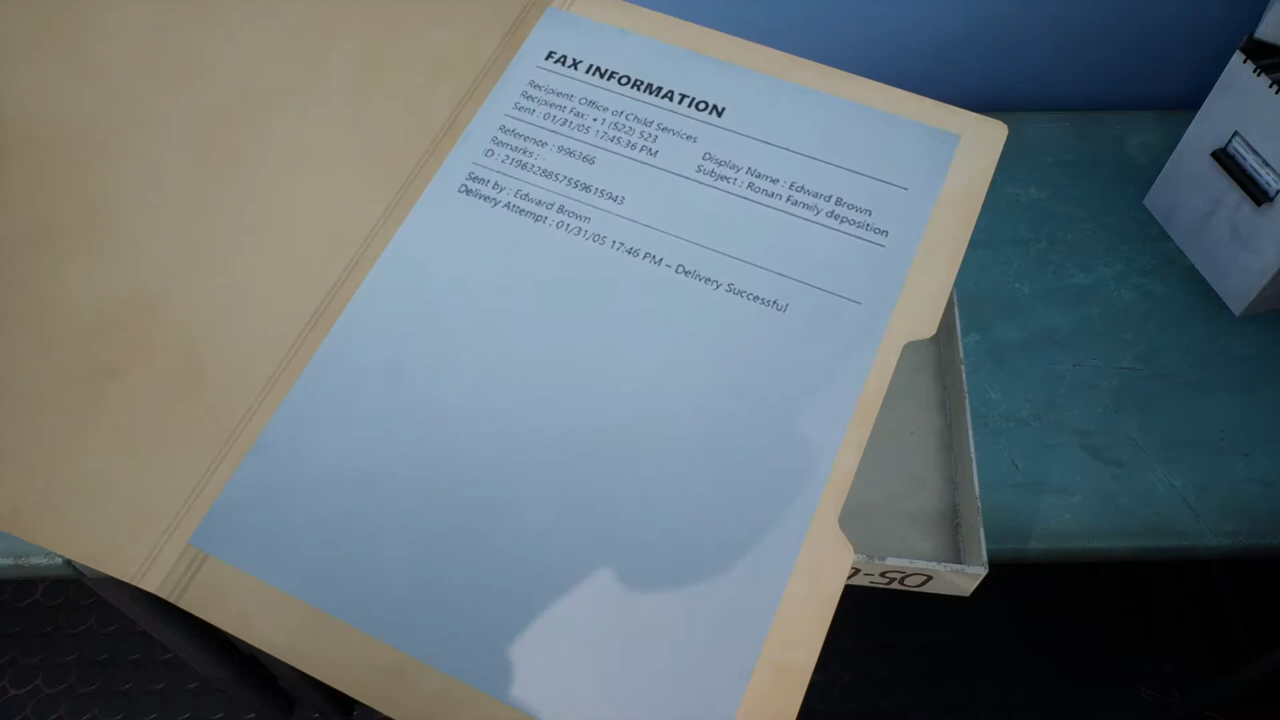 FAX INFORMATION
Recipient: Office of Child Services
Recipient Fax: +1 (522) 523
Sent : 01/31/05 17:45:36 PM
Display Name : Edward Brown
Subject : Ronan Family deposition
Reference : 996366
Remarks : -
ID : 2196328857559615943
Sent by : Edward Brown
Delivery Attempt : 01/31/05 17:46 PM – Delivery Successful